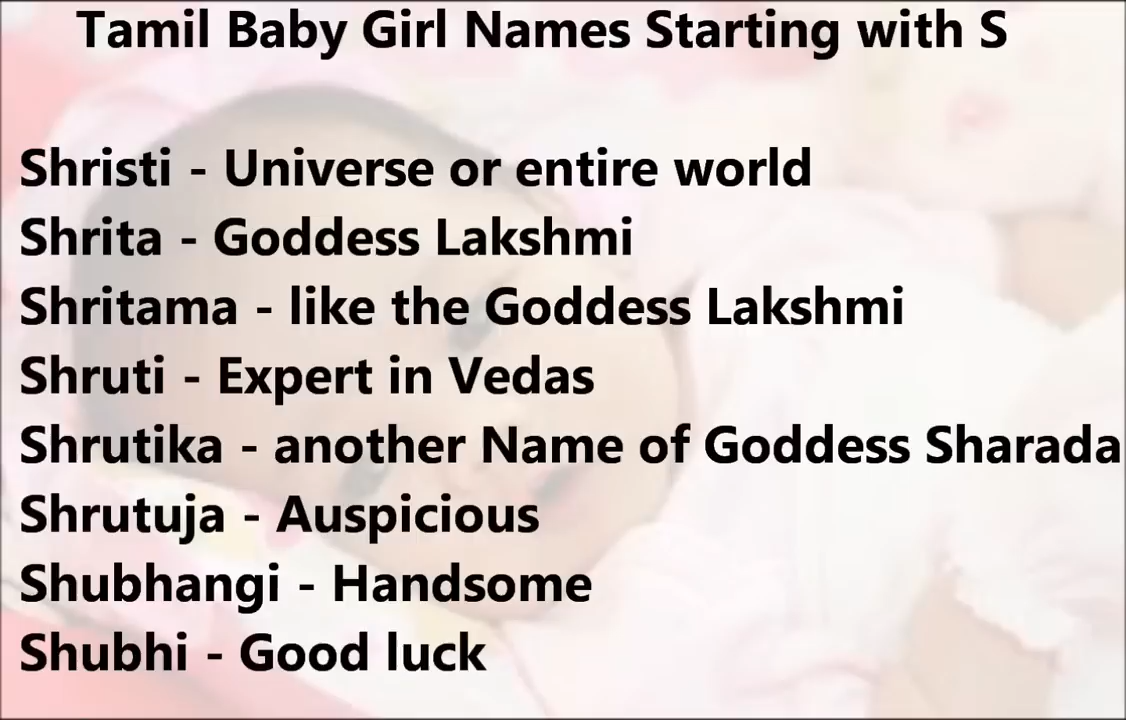 Tamil Baby Girl Names Starting with S
Shristi - Universe or entire world
Shrita - Goddess Lakshmi
Shritama - like the Goddess Lakshmi
Shruti - Expert in Vedas
Shrutika - another Name of Goddess Sharada
Shrutuja - Auspicious
Shubhangi - Handsome
Shubhi - Good luck